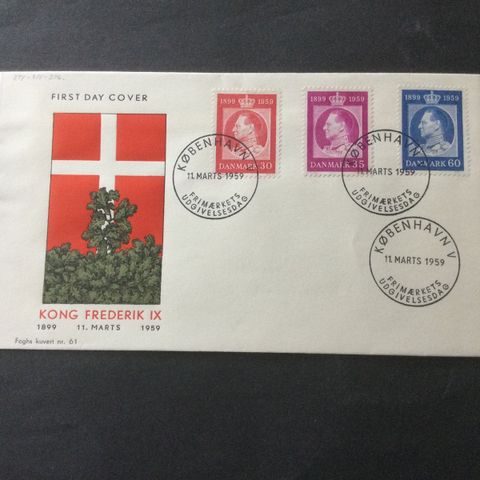 FIRST DAY COVER
KONG FREDERIK IX
1899 11. MARTS 1959
Foghs kuvert nr. 61
1899 1959
DANMARK 30
1899 1959
DANMARK 35
1899 1959
DANMARK 60
KØBENHAVN V
11. MARTS 1959
FRIMÆRKETS
UDGIVELSESDAG
KØBENHAVN V
11. MARTS 1959
FRIMÆRKETS
UDGIVELSESDAG
KØBENHAVN V
11. MARTS 1959
FRIMÆRKETS
UDGIVELSESDAG